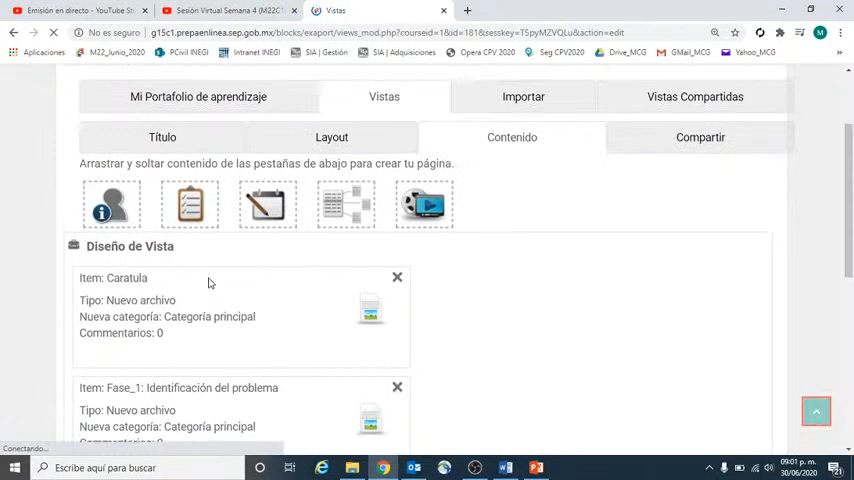 Emisión en directo - YouTube St
Sesión Virtual Semana 4 (M22C1
Vistas
No es seguro
g15c1.prepaenlinea.sep.gob.mx/blocks/exaport/views_mod.php?courseid=1&id=181&sesskey=T5pyMZVQLu&action=edit
M
Aplicaciones
M22_Junio_2020
PCivil INEGI
Intranet INEGI
SIA | Gestión
SIA | Adquisiciones
Opera CPV 2020
Seg CPV2020
Drive_MCG
GMail_MCG
Yahoo_MCG
»
Mi Portafolio de aprendizaje
Vistas
Importar
Vistas Compartidas
Título
Layout
Contenido
Compartir
Arrastrar y soltar contenido de las pestañas de abajo para crear tu página.
Diseño de Vista
Item: Caratula
Tipo: Nuevo archivo
Nueva categoría: Categoría principal
Commentarios: 0
Item: Fase_1: Identificación del problema
Tipo: Nuevo archivo
Nueva categoría: Categoría principal
Commentarios: 0
Conectando...
Escribe aquí para buscar
09:01 p. m.
30/06/2020
21